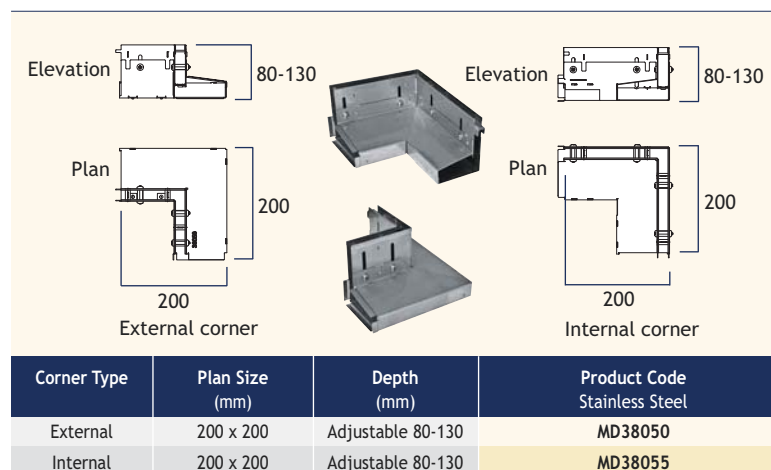 Elevation
80-130
Plan
200
200
External corner
Elevation
80-130
Plan
200
200
Internal corner
Corner Type Plan Size (mm) Depth (mm) Product Code Stainless Steel
External 200 x 200 Adjustable 80-130 MD38050
Internal 200 x 200 Adjustable 80-130 MD38055